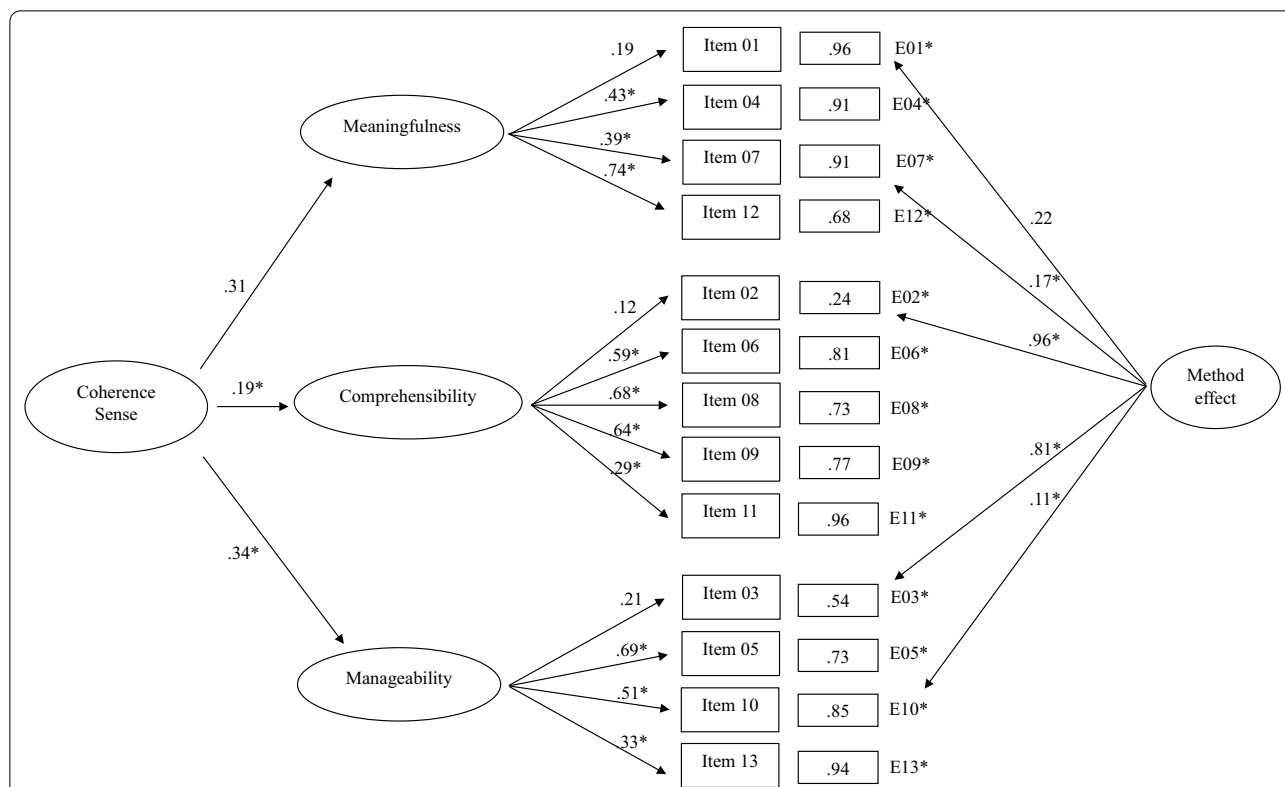 .19
Item 01
.96
E01*
.43*
Item 04
.91
E04*
Meaningfulness
.39*
Item 07
.91
E07*
.74*
Item 12
.68
E12*
.22
.31
.12
Item 02
.24
E02*
.17*
.59*
Item 06
.81
E06*
.96*
Coherence
Sense
.19*
Comprehensibility
.68*
Item 08
.73
E08*
Method
effect
.64*
Item 09
.77
E09*
.81*
.29*
Item 11
.96
E11*
.11*
.34*
.21
Item 03
.54
E03*
.69*
Item 05
.73
E05*
Manageability
.51*
Item 10
.85
E10*
.33*
Item 13
.94
E13*